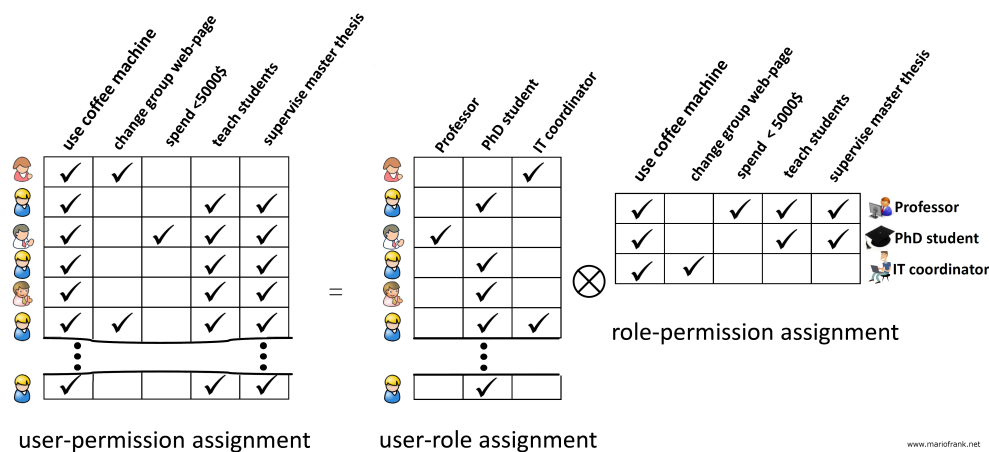 use coffee machine
change group web-page
spend <5000$
teach students
supervise master thesis
Professor
PhD student
IT coordinator
use coffee machine
change group web-page
spend < 5000$
teach students
supervise master thesis
Professor
PhD student
IT coordinator
=
role-permission assignment
user-permission assignment
user-role assignment
www.mariofrank.net